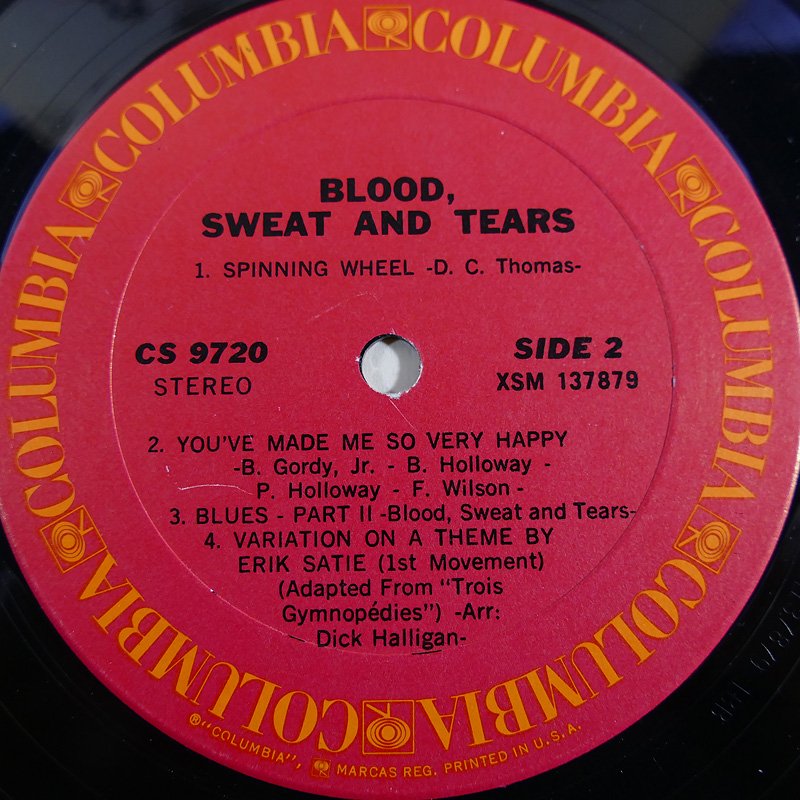 COLUMBIA COLUMBIA COLUMBIA COLUMBIA COLUMBIA COLUMBIA COLUMBIA COLUMBIA
BLOOD,
SWEAT AND TEARS
1. SPINNING WHEEL -D. C. Thomas-
CS 9720
STEREO
SIDE 2
XSM 137879
2. YOU'VE MADE ME SO VERY HAPPY
-B. Gordy, Jr. - B. Holloway -
P. Holloway - F. Wilson -
3. BLUES - PART II -Blood, Sweat and Tears-
4. VARIATION ON A THEME BY
ERIK SATIE (1st Movement)
(Adapted From "Trois
Gymnopédies") -Arr:
Dick Halligan-
®"COLUMBIA", MARCAS REG. PRINTED IN U.S.A.